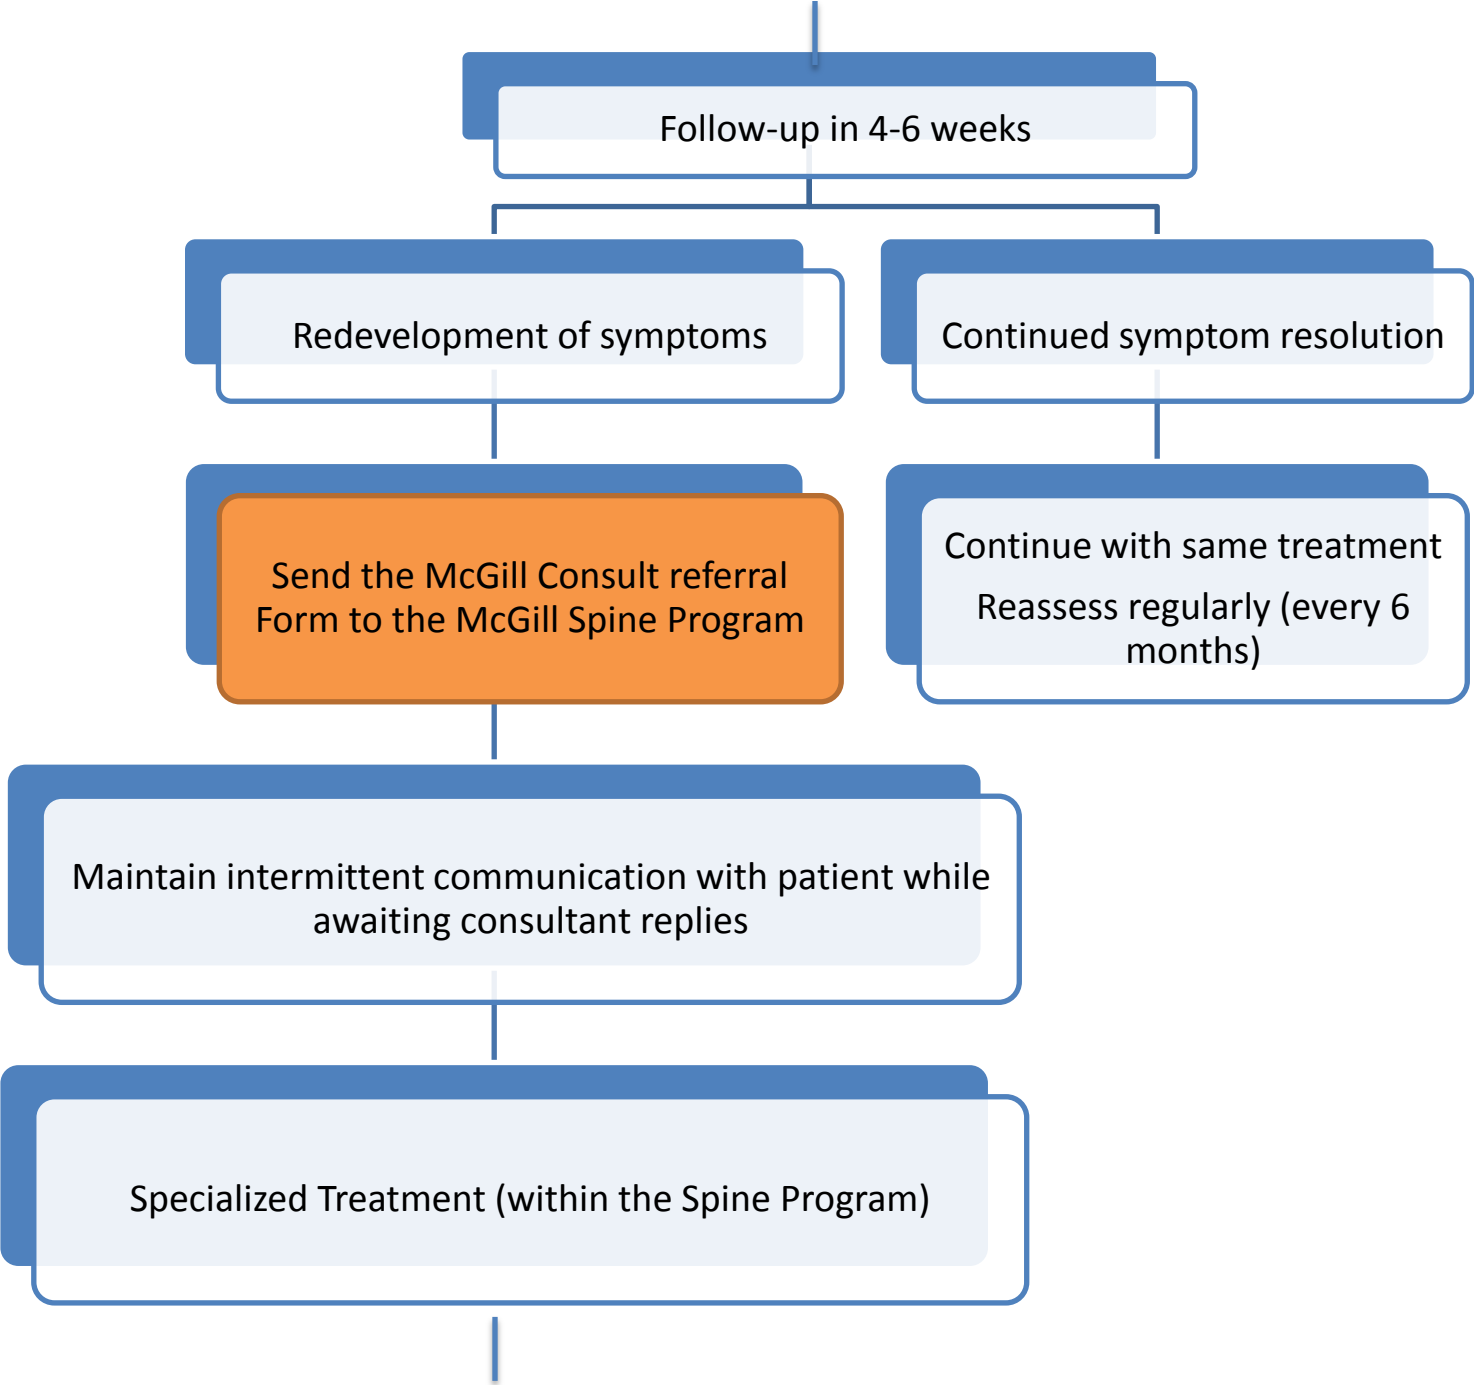 Follow-up in 4-6 weeks
Redevelopment of symptoms
Continued symptom resolution
Send the McGill Consult referral
Form to the McGill Spine Program
Continue with same treatment
Reassess regularly (every 6
months)
Maintain intermittent communication with patient while
awaiting consultant replies
Specialized Treatment (within the Spine Program)